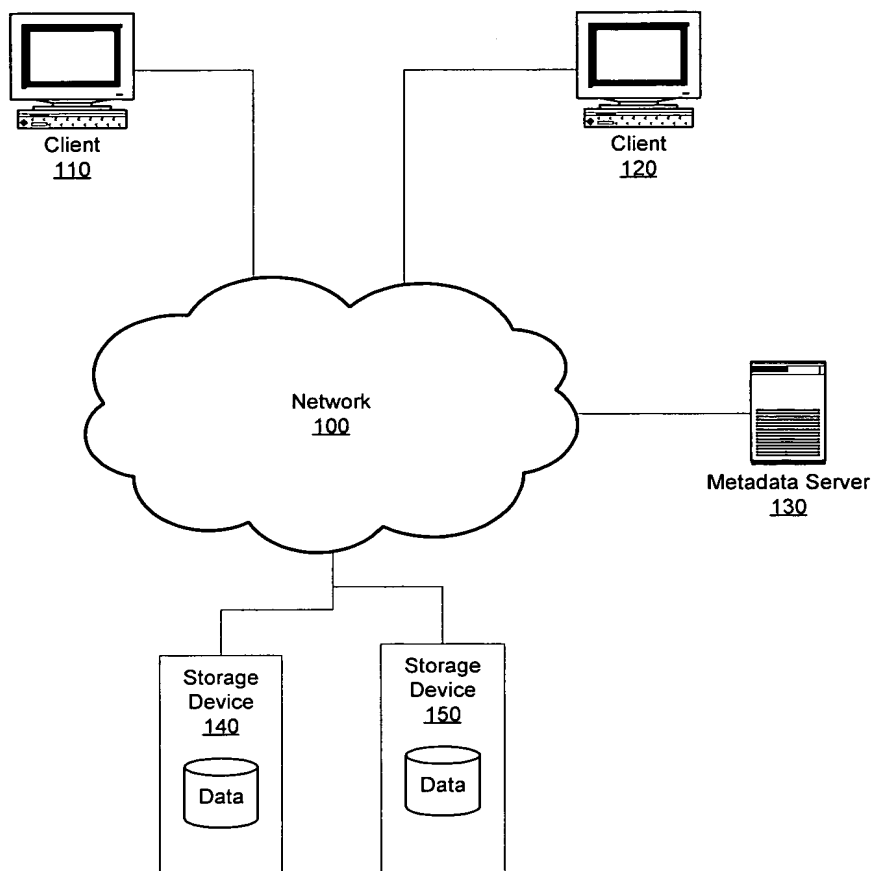 Client
110
Client
120
Network
100
Metadata Server
130
Storage
Device
140
Data
Storage
Device
150
Data